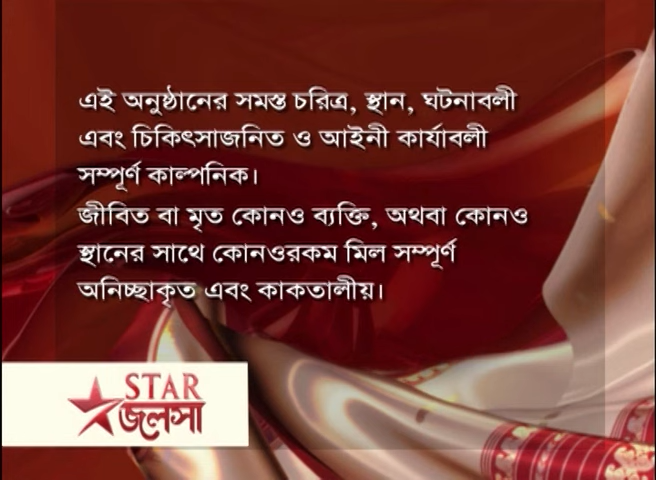 এই অনুষ্ঠানের সমস্ত চরিত্র, স্থান, ঘটনাবলী
এবং চিকিৎসাজনিত ও আইনী কার্যাবলী
সম্পূর্ণ কাল্পনিক।
জীবিত বা মৃত কোনও ব্যক্তি, অথবা কোনও
স্থানের সাথে কোনওরকম মিল সম্পূর্ণ
অনিচ্ছাকৃত এবং কাকতালীয়।
STAR
জলসা